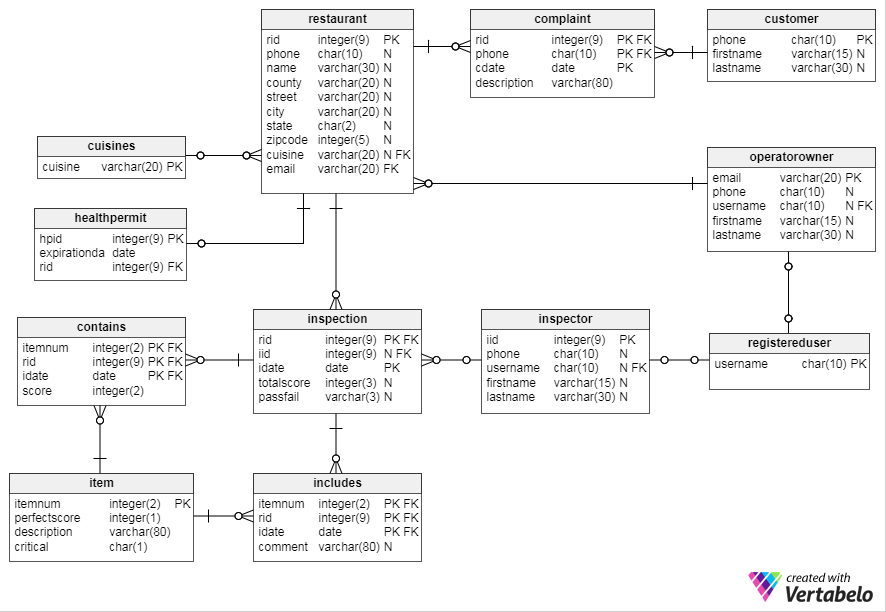 restaurant
rid integer(9) PK
phone char(10) N
name varchar(30) N
county varchar(20) N
street varchar(20) N
city varchar(20) N
state char(2) N
zipcode integer(5) N
cuisine varchar(20) N FK
email varchar(20) FK
complaint
rid integer(9) PK FK
phone char(10) PK FK
cdate date PK
description varchar(80)
customer
phone char(10) PK
firstname varchar(15) N
lastname varchar(30) N
cuisines
cuisine varchar(20) PK
operatorowner
email varchar(20) PK
phone char(10) N
username char(10) N FK
firstname varchar(15) N
lastname varchar(30) N
healthpermit
hpid integer(9) PK
expirationda date
rid integer(9) FK
contains
itemnum integer(2) PK FK
rid integer(9) PK FK
idate date PK FK
score integer(2)
inspection
rid integer(9) PK FK
iid integer(9) N FK
idate date PK
totalscore integer(3) N
passfail varchar(3) N
inspector
iid integer(9) PK
phone char(10) N
username char(10) N FK
firstname varchar(15) N
lastname varchar(30) N
registereduser
username char(10) PK
item
itemnum integer(2) PK
perfectscore integer(1)
description varchar(80)
critical char(1)
includes
itemnum integer(2) PK FK
rid integer(9) PK FK
idate date PK FK
comment varchar(80) N
created with
Vertabelo